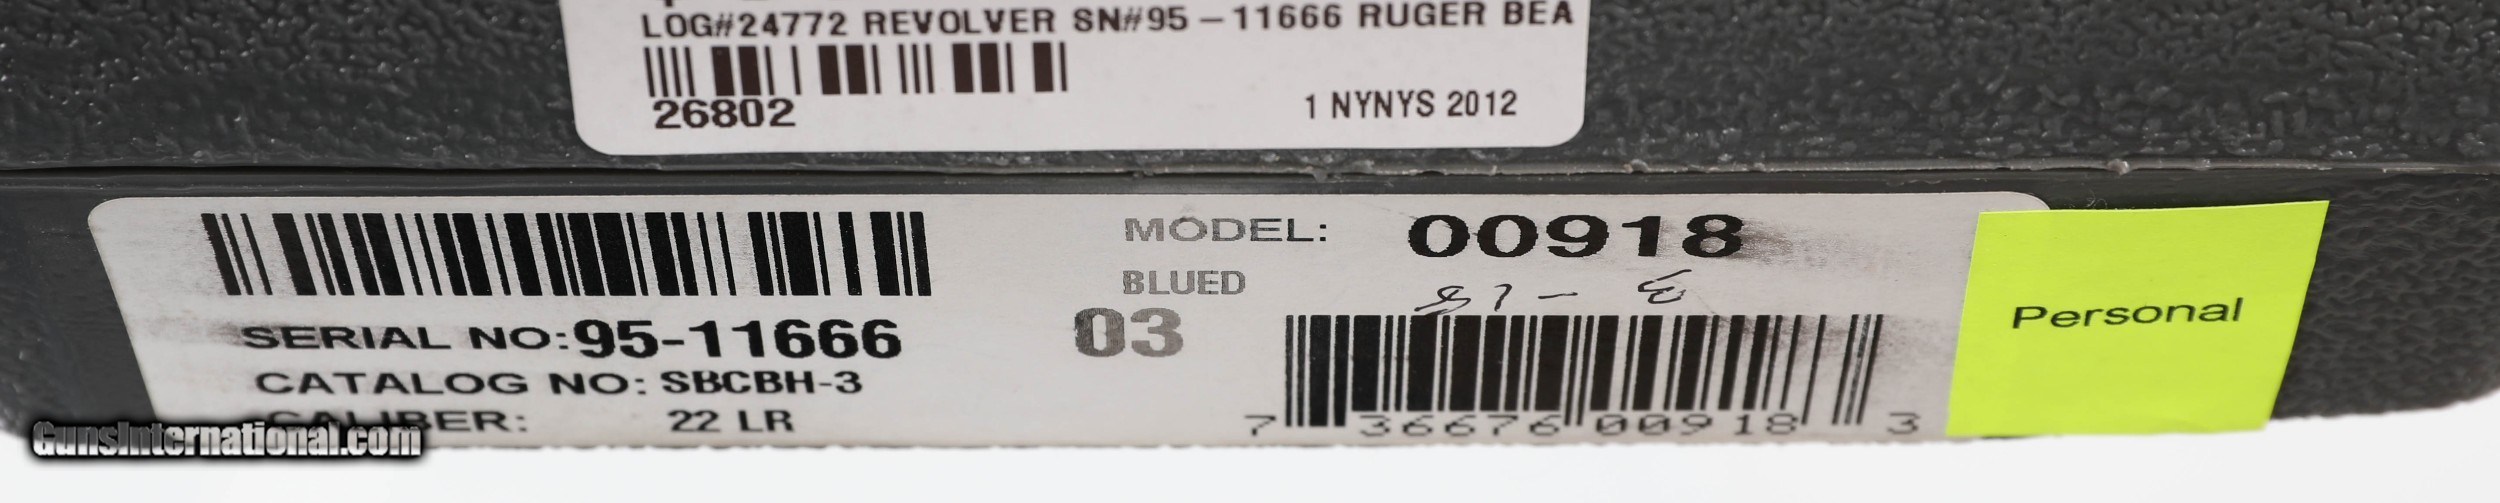 LOG#24772 REVOLVER SN#95-11666 RUGER BEA
26802
1 NYNYS 2012
MODEL: 00918
BLUED
03
SERIAL NO: 95-11666
CATALOG NO: SBCBH-3
CALIBER: 22 LR
7 36676 00918 3
Personal
GunsInternational.com